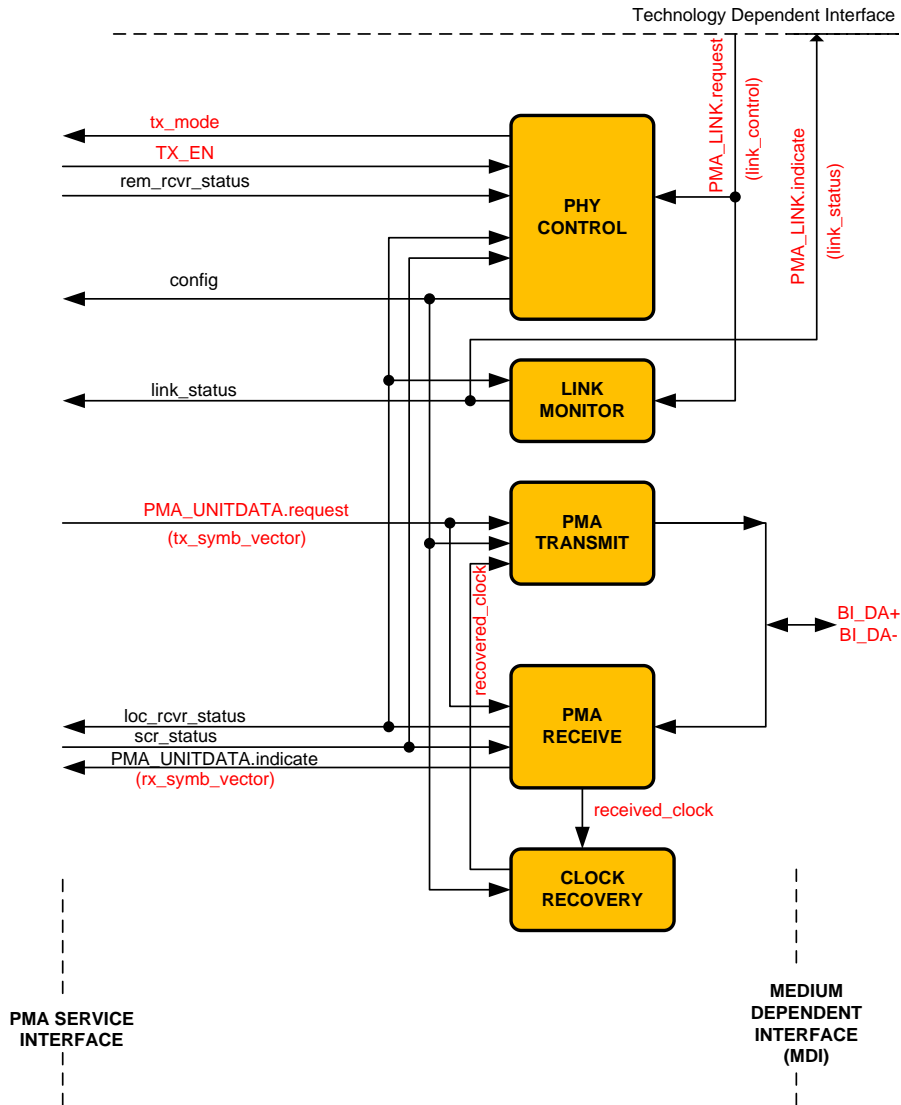 Technology Dependent Interface
PMA_LINK.request
(link_control)
PMA_LINK.indicate
(link_status)
tx_mode
TX_EN
rem_rcvr_status
PHY
CONTROL
config
link_status
LINK
MONITOR
PMA_UNITDATA.request
(tx_symb_vector)
PMA
TRANSMIT
recovered_clock
BI_DA+
BI_DA-
loc_rcvr_status
scr_status
PMA_UNITDATA.indicate
(rx_symb_vector)
PMA
RECEIVE
received_clock
CLOCK
RECOVERY
PMA SERVICE
INTERFACE
MEDIUM
DEPENDENT
INTERFACE
(MDI)